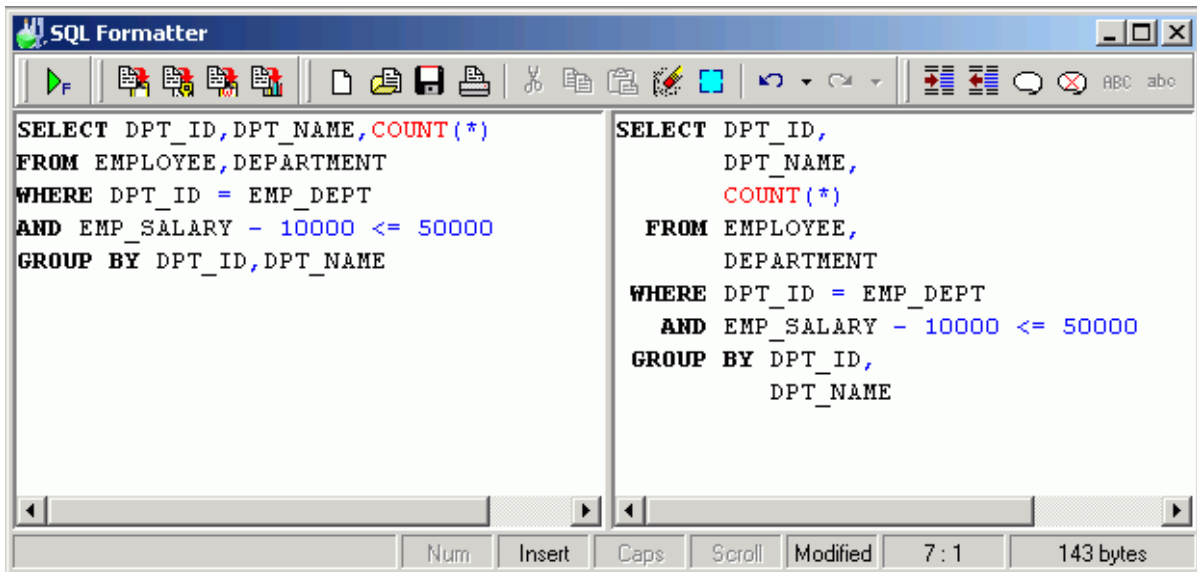 SQL Formatter
F
ABC abc
SELECT DPT_ID,DPT_NAME,COUNT(*)
FROM EMPLOYEE,DEPARTMENT
WHERE DPT_ID = EMP_DEPT
AND EMP_SALARY - 10000 <= 50000
GROUP BY DPT_ID,DPT_NAME
SELECT DPT_ID,
DPT_NAME,
COUNT(*)
FROM EMPLOYEE,
DEPARTMENT
WHERE DPT_ID = EMP_DEPT
AND EMP_SALARY - 10000 <= 50000
GROUP BY DPT_ID,
DPT_NAME
Num Insert Caps Scroll Modified 7 : 1 143 bytes